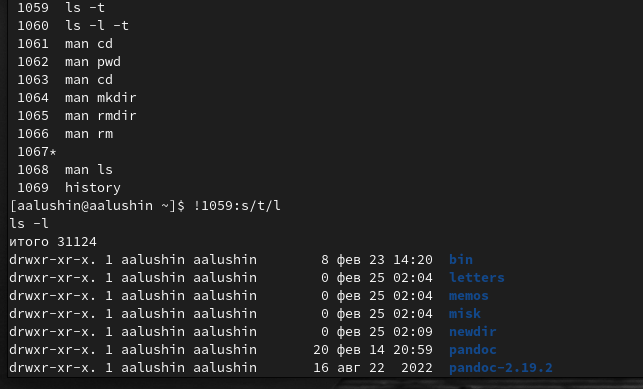 1059 ls -t
1060 ls -l -t
1061 man cd
1062 man pwd
1063 man cd
1064 man mkdir
1065 man rmdir
1066 man rm
1067*
1068 man ls
1069 history
[aalushin@aalushin ~]$ !1059:s/t/l
ls -l
итого 31124
drwxr-xr-x. 1 aalushin aalushin 8 фев 23 14:20 bin
drwxr-xr-x. 1 aalushin aalushin 0 фев 25 02:04 letters
drwxr-xr-x. 1 aalushin aalushin 0 фев 25 02:04 memos
drwxr-xr-x. 1 aalushin aalushin 0 фев 25 02:04 misk
drwxr-xr-x. 1 aalushin aalushin 0 фев 25 02:09 newdir
drwxr-xr-x. 1 aalushin aalushin 20 фев 14 20:59 pandoc
drwxr-xr-x. 1 aalushin aalushin 16 авг 22 2022 pandoc-2.19.2